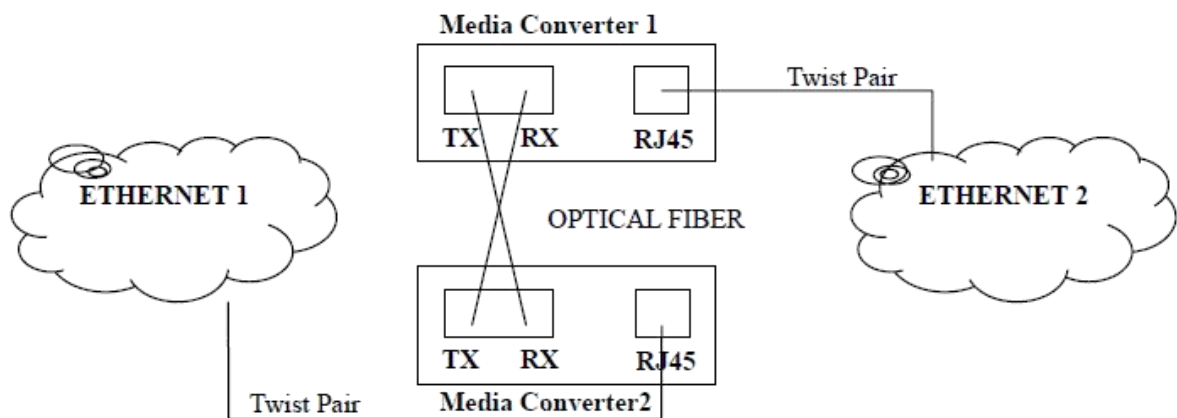 Media Converter 1
Twist Pair
TX RX RJ45
ETHERNET 1
ETHERNET 2
OPTICAL FIBER
TX RX RJ45
Twist Pair
Media Converter2